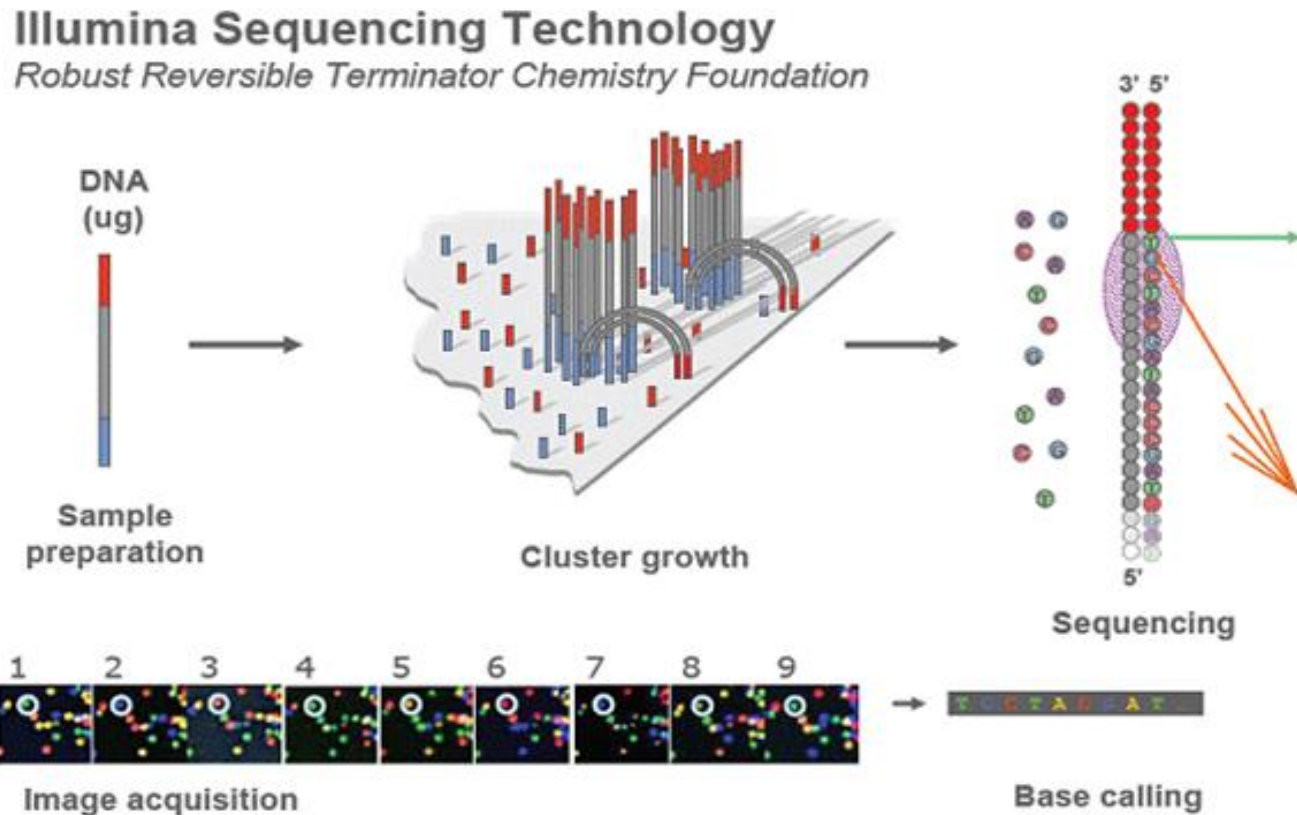 Illumina Sequencing Technology
Robust Reversible Terminator Chemistry Foundation
DNA
(ug)
Sample
preparation
Cluster growth
3' 5'
5'
Sequencing
1 2 3 4 5 6 7 8 9
Image acquisition
Base calling